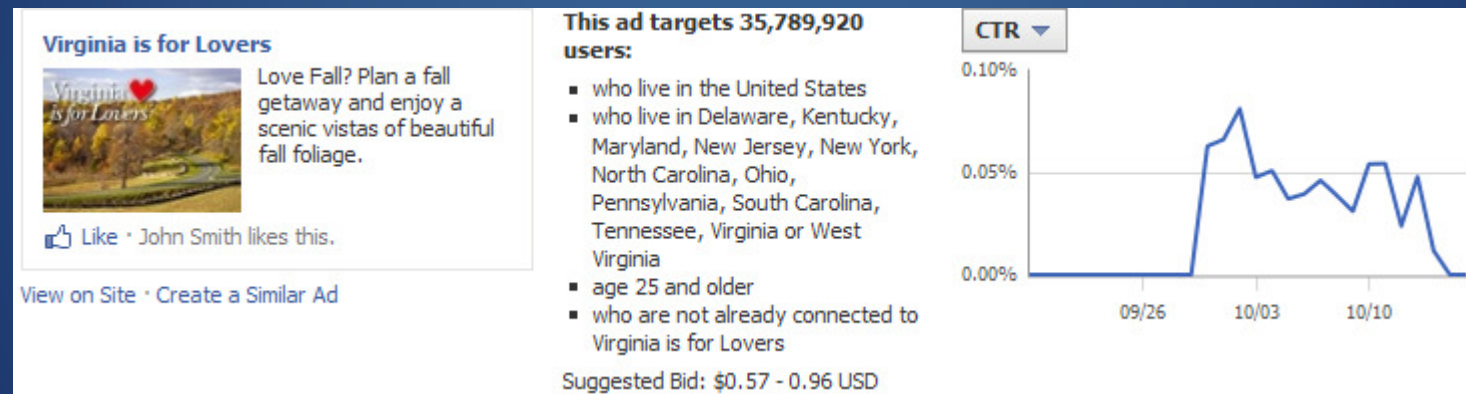 Virginia is for Lovers
Virginia
is for Lovers
Love Fall? Plan a fall
getaway and enjoy a
scenic vistas of beautiful
fall foliage.
Like · John Smith likes this.
View on Site · Create a Similar Ad
This ad targets 35,789,920
users:
▪ who live in the United States
▪ who live in Delaware, Kentucky,
Maryland, New Jersey, New York,
North Carolina, Ohio,
Pennsylvania, South Carolina,
Tennessee, Virginia or West
Virginia
▪ age 25 and older
▪ who are not already connected to
Virginia is for Lovers
Suggested Bid: $0.57 - 0.96 USD
CTR
0.10%
0.05%
0.00%
09/26 10/03 10/10